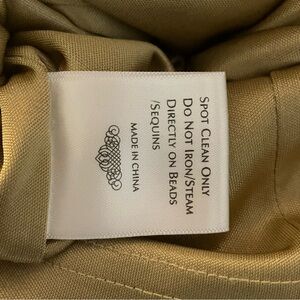 SPOT CLEAN ONLY
DO NOT IRON/STEAM
DIRECTLY ON BEADS
/SEQUINS
MADE IN CHINA